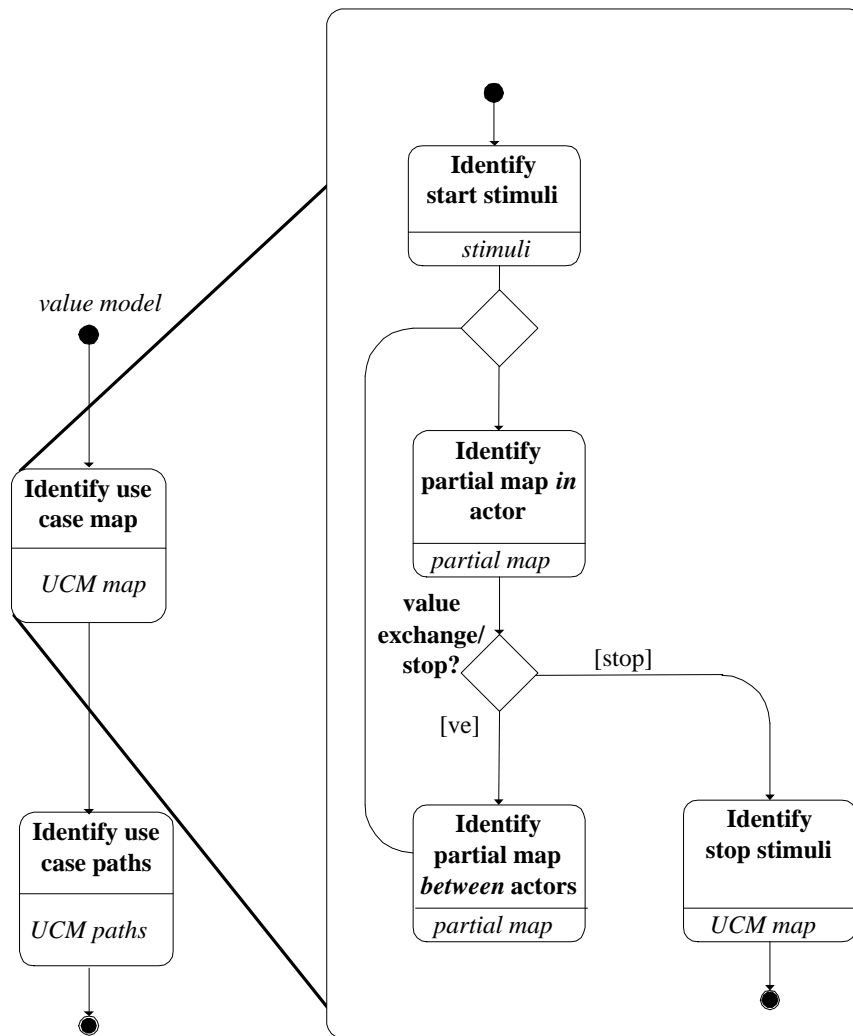 value model
Identify use
case map
UCM map
Identify use
case paths
UCM paths
Identify
start stimuli
stimuli
Identify
partial map in
actor
partial map
value
exchange/
stop?
[stop]
[ve]
Identify
partial map
between actors
partial map
Identify
stop stimuli
UCM map